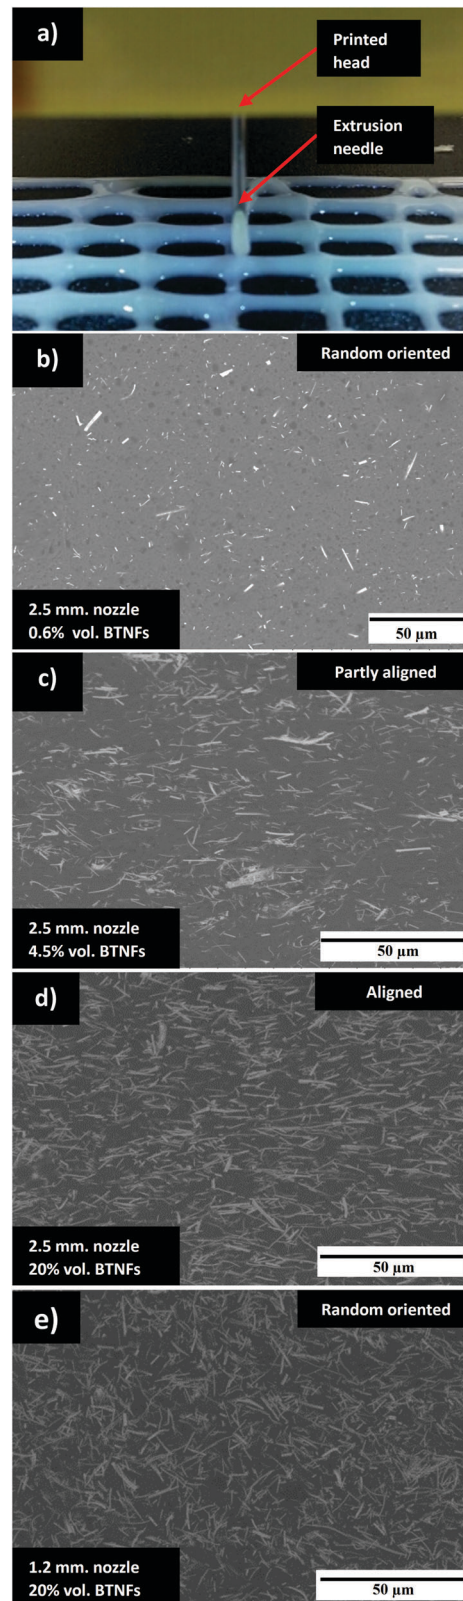 a)
Printed
head
Extrusion
needle
b)
Random oriented
2.5 mm. nozzle
0.6% vol. BTNFs
50 µm
c)
Partly aligned
2.5 mm. nozzle
4.5% vol. BTNFs
50 µm
d)
Aligned
2.5 mm. nozzle
20% vol. BTNFs
50 µm
e)
Random oriented
1.2 mm. nozzle
20% vol. BTNFs
50 µm